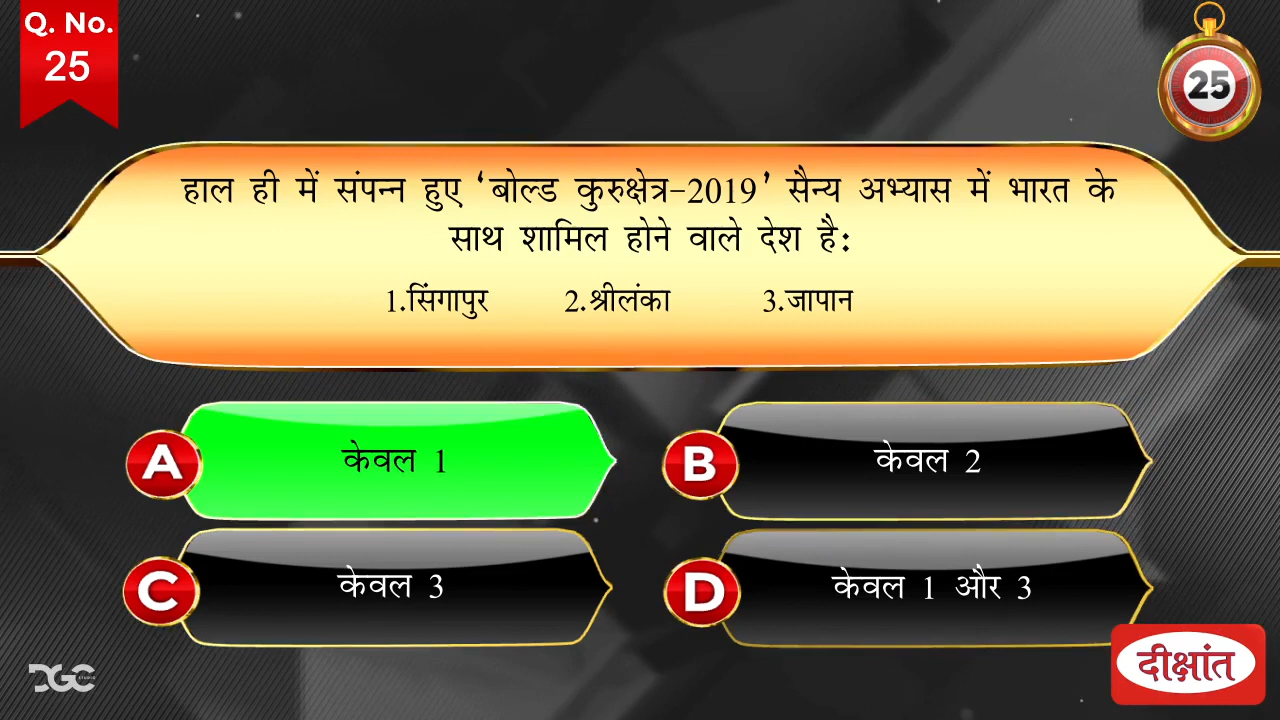 Q. No.
25
25
हाल ही में संपन्न हुए ‘बोल्ड कुरुक्षेत्र-2019’ सैन्य अभ्यास में भारत के
साथ शामिल होने वाले देश है:
1.सिंगापुर 2.श्रीलंका 3.जापान
A केवल 1
B केवल 2
C केवल 3
D केवल 1 और 3
DGC
STUDIO
दीक्षांत